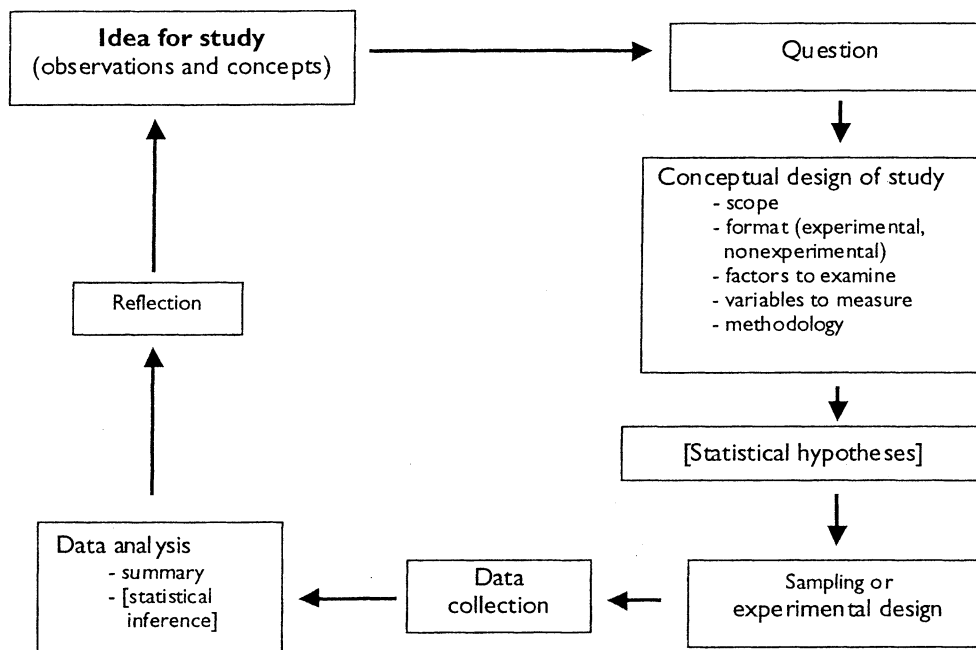 Idea for study
(observations and concepts)
Question
Conceptual design of study
- scope
- format (experimental,
nonexperimental)
- factors to examine
- variables to measure
- methodology
[Statistical hypotheses]
Sampling or
experimental design
Data
collection
Data analysis
- summary
- [statistical
inference]
Reflection